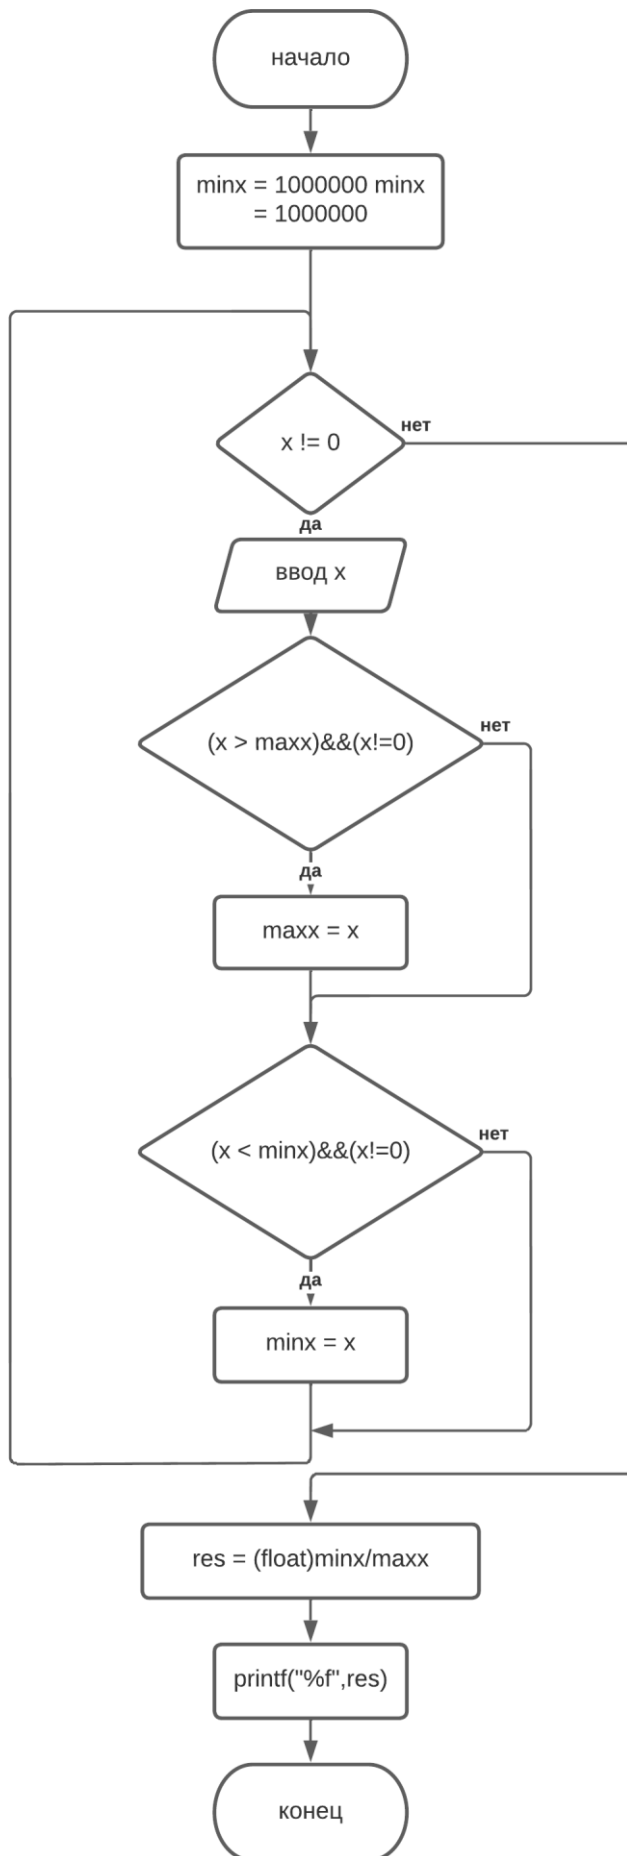 начало
minx = 1000000 minx
= 1000000
x != 0
нет
да
ввод x
(x > maxx)&&(x!=0)
нет
да
maxx = x
(x < minx)&&(x!=0)
нет
да
minx = x
res = (float)minx/maxx
printf("%f",res)
конец